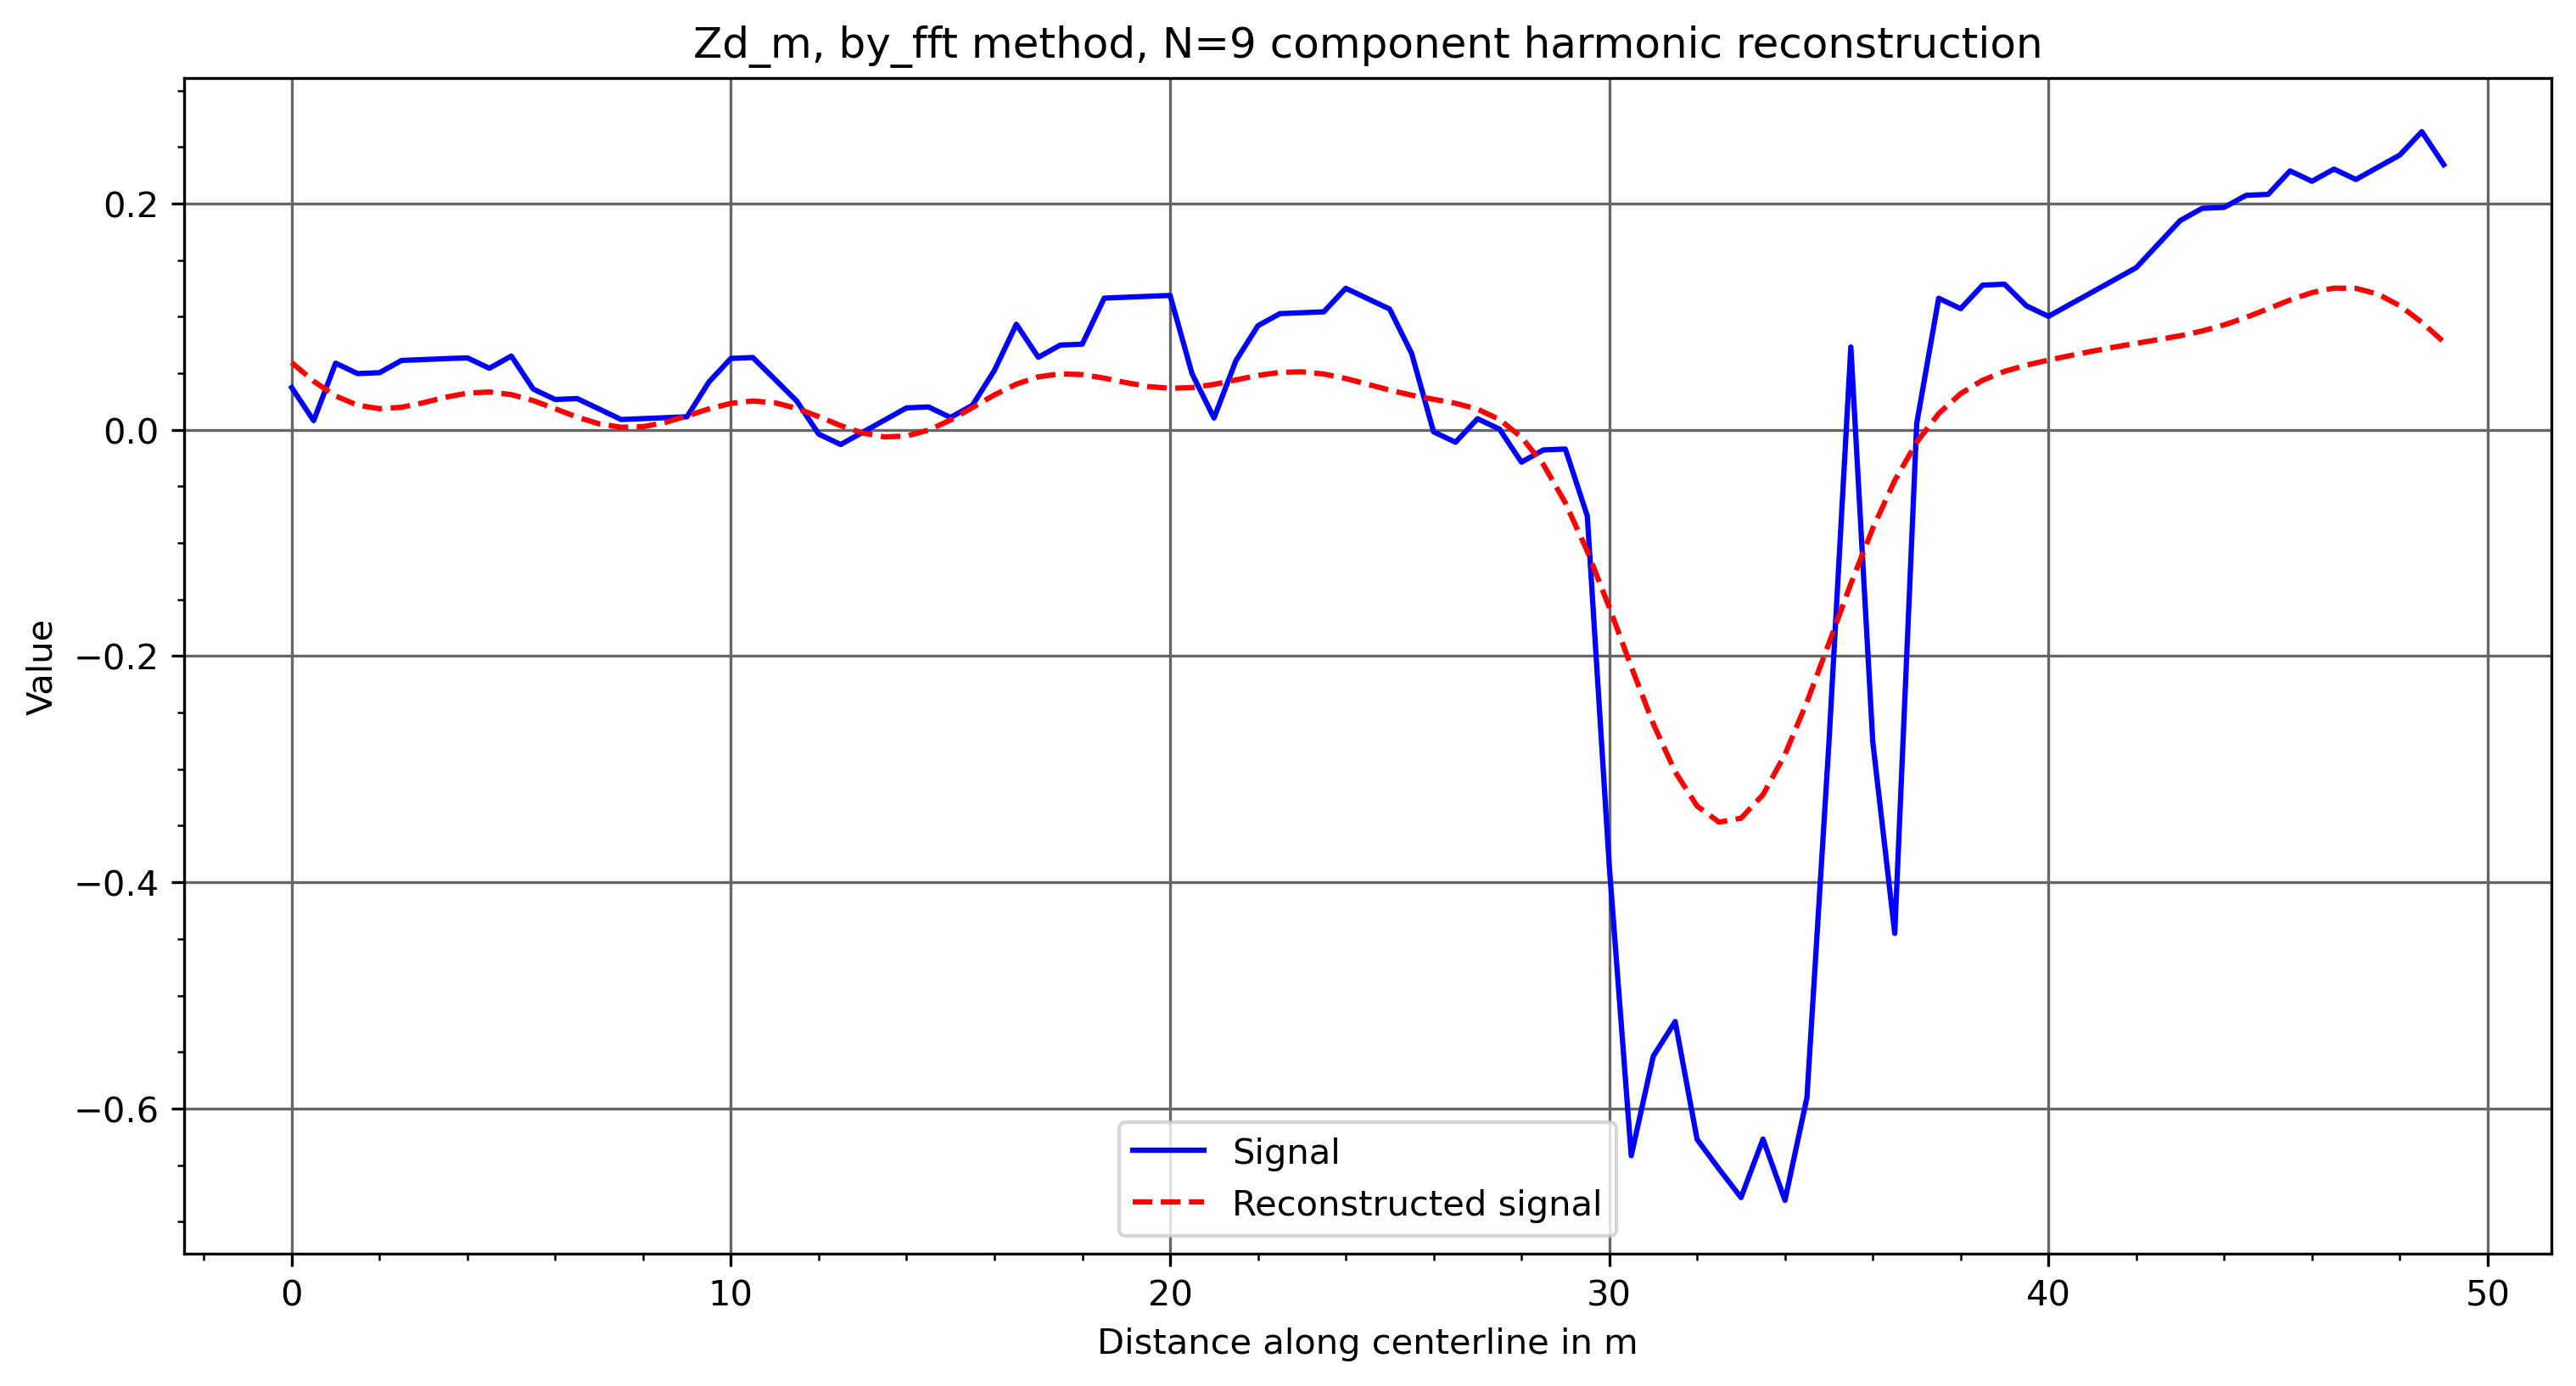 Zd_m, by_fft method, N=9 component harmonic reconstruction
Value
0.2
0.0
−0.2
−0.4
−0.6
Signal
Reconstructed signal
0 10 20 30 40 50
Distance along centerline in m